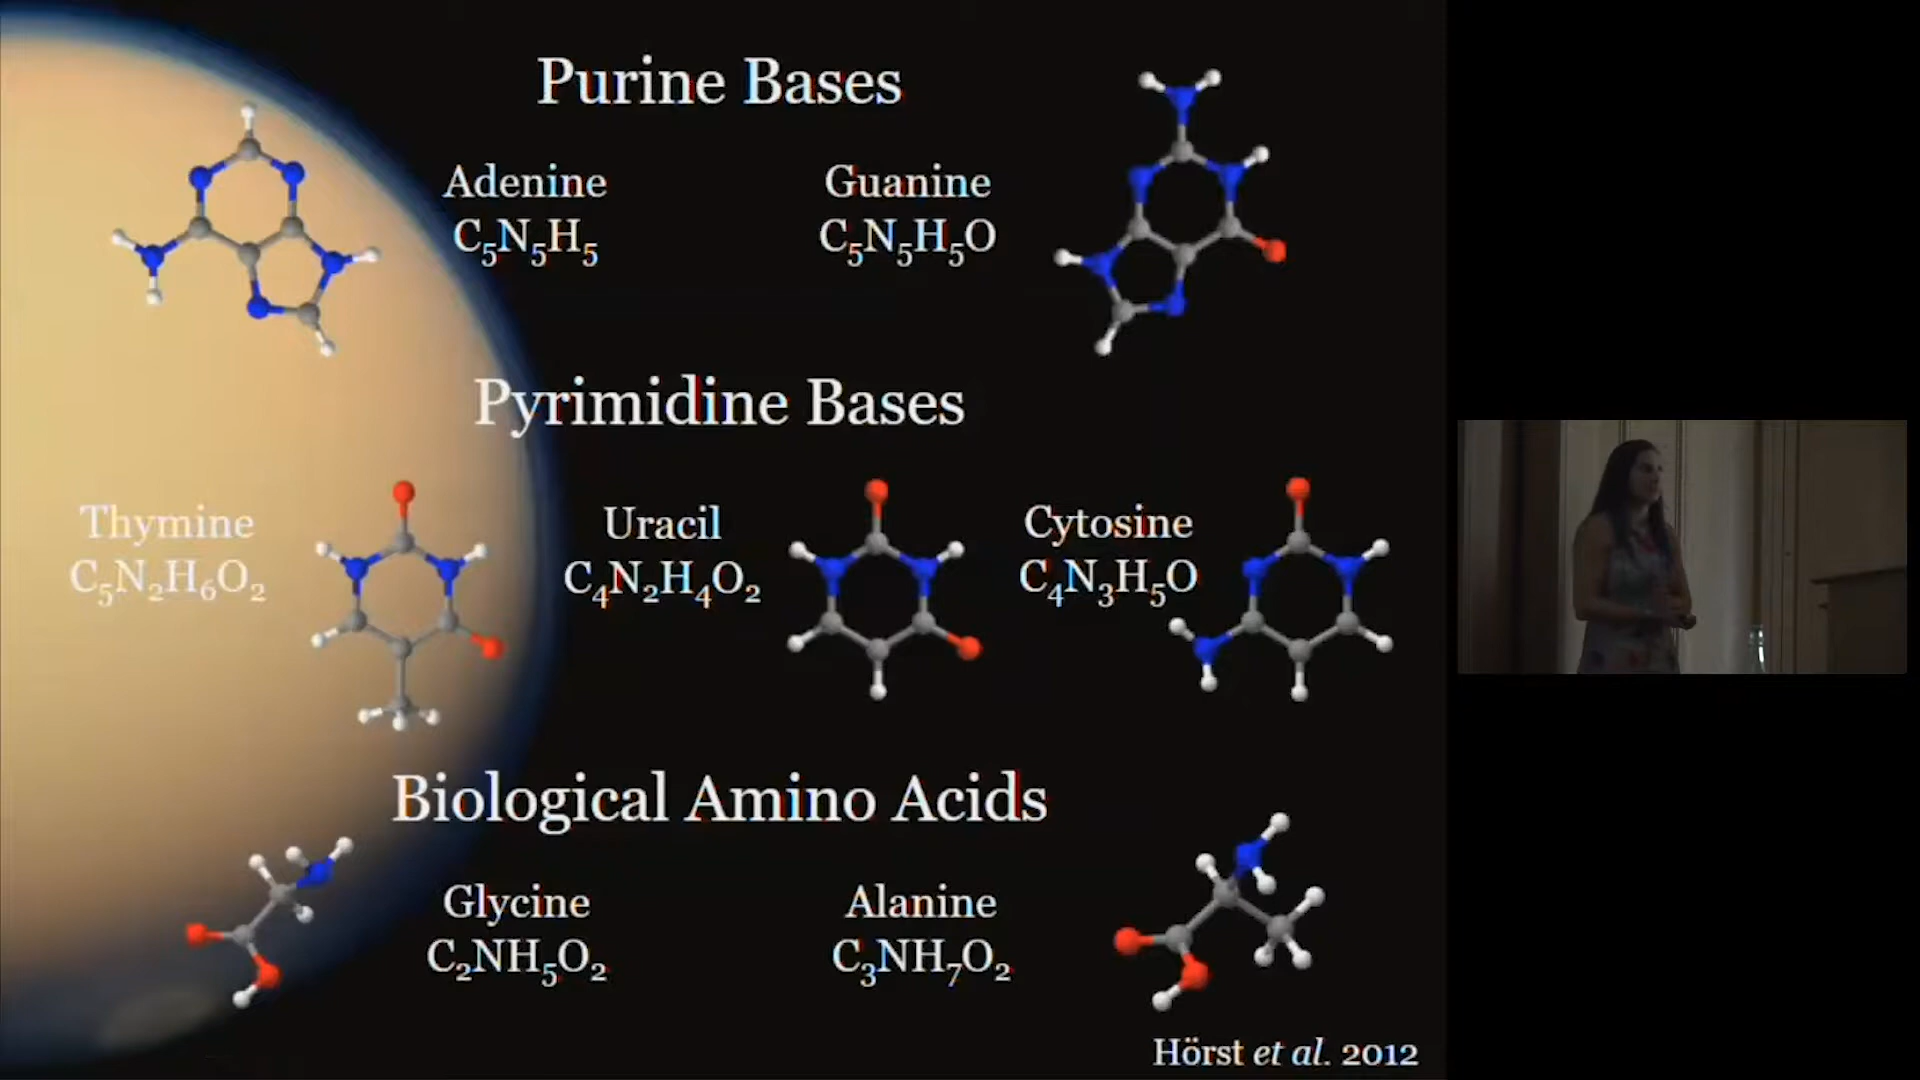 Purine Bases
Adenine
C₅N₅H₅
Guanine
C₅N₅H₅O
Pyrimidine Bases
Thymine
C₅N₂H₆O₂
Uracil
C₄N₂H₄O₂
Cytosine
C₄N₃H₅O
Biological Amino Acids
Glycine
C₂NH₅O₂
Alanine
C₃NH₇O₂
Hörst et al. 2012